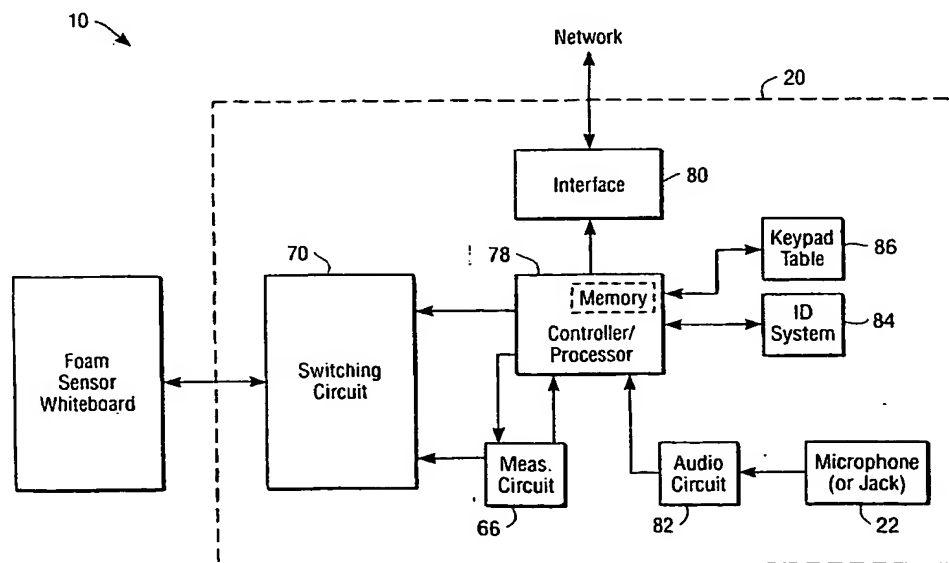 10
Network
20
Interface
80
70
78
Memory
Controller/
Processor
Keypad
Table
86
ID
System
84
Foam
Sensor
Whiteboard
Switching
Circuit
Meas.
Circuit
66
Audio
Circuit
82
Microphone
(or Jack)
22